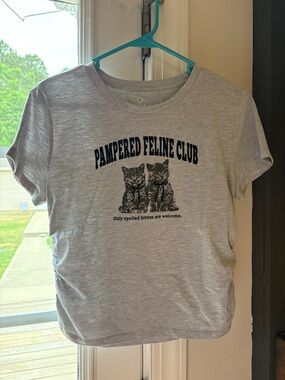 PAMPERED FELINE CLUB
Only spoiled kitties are welcome.